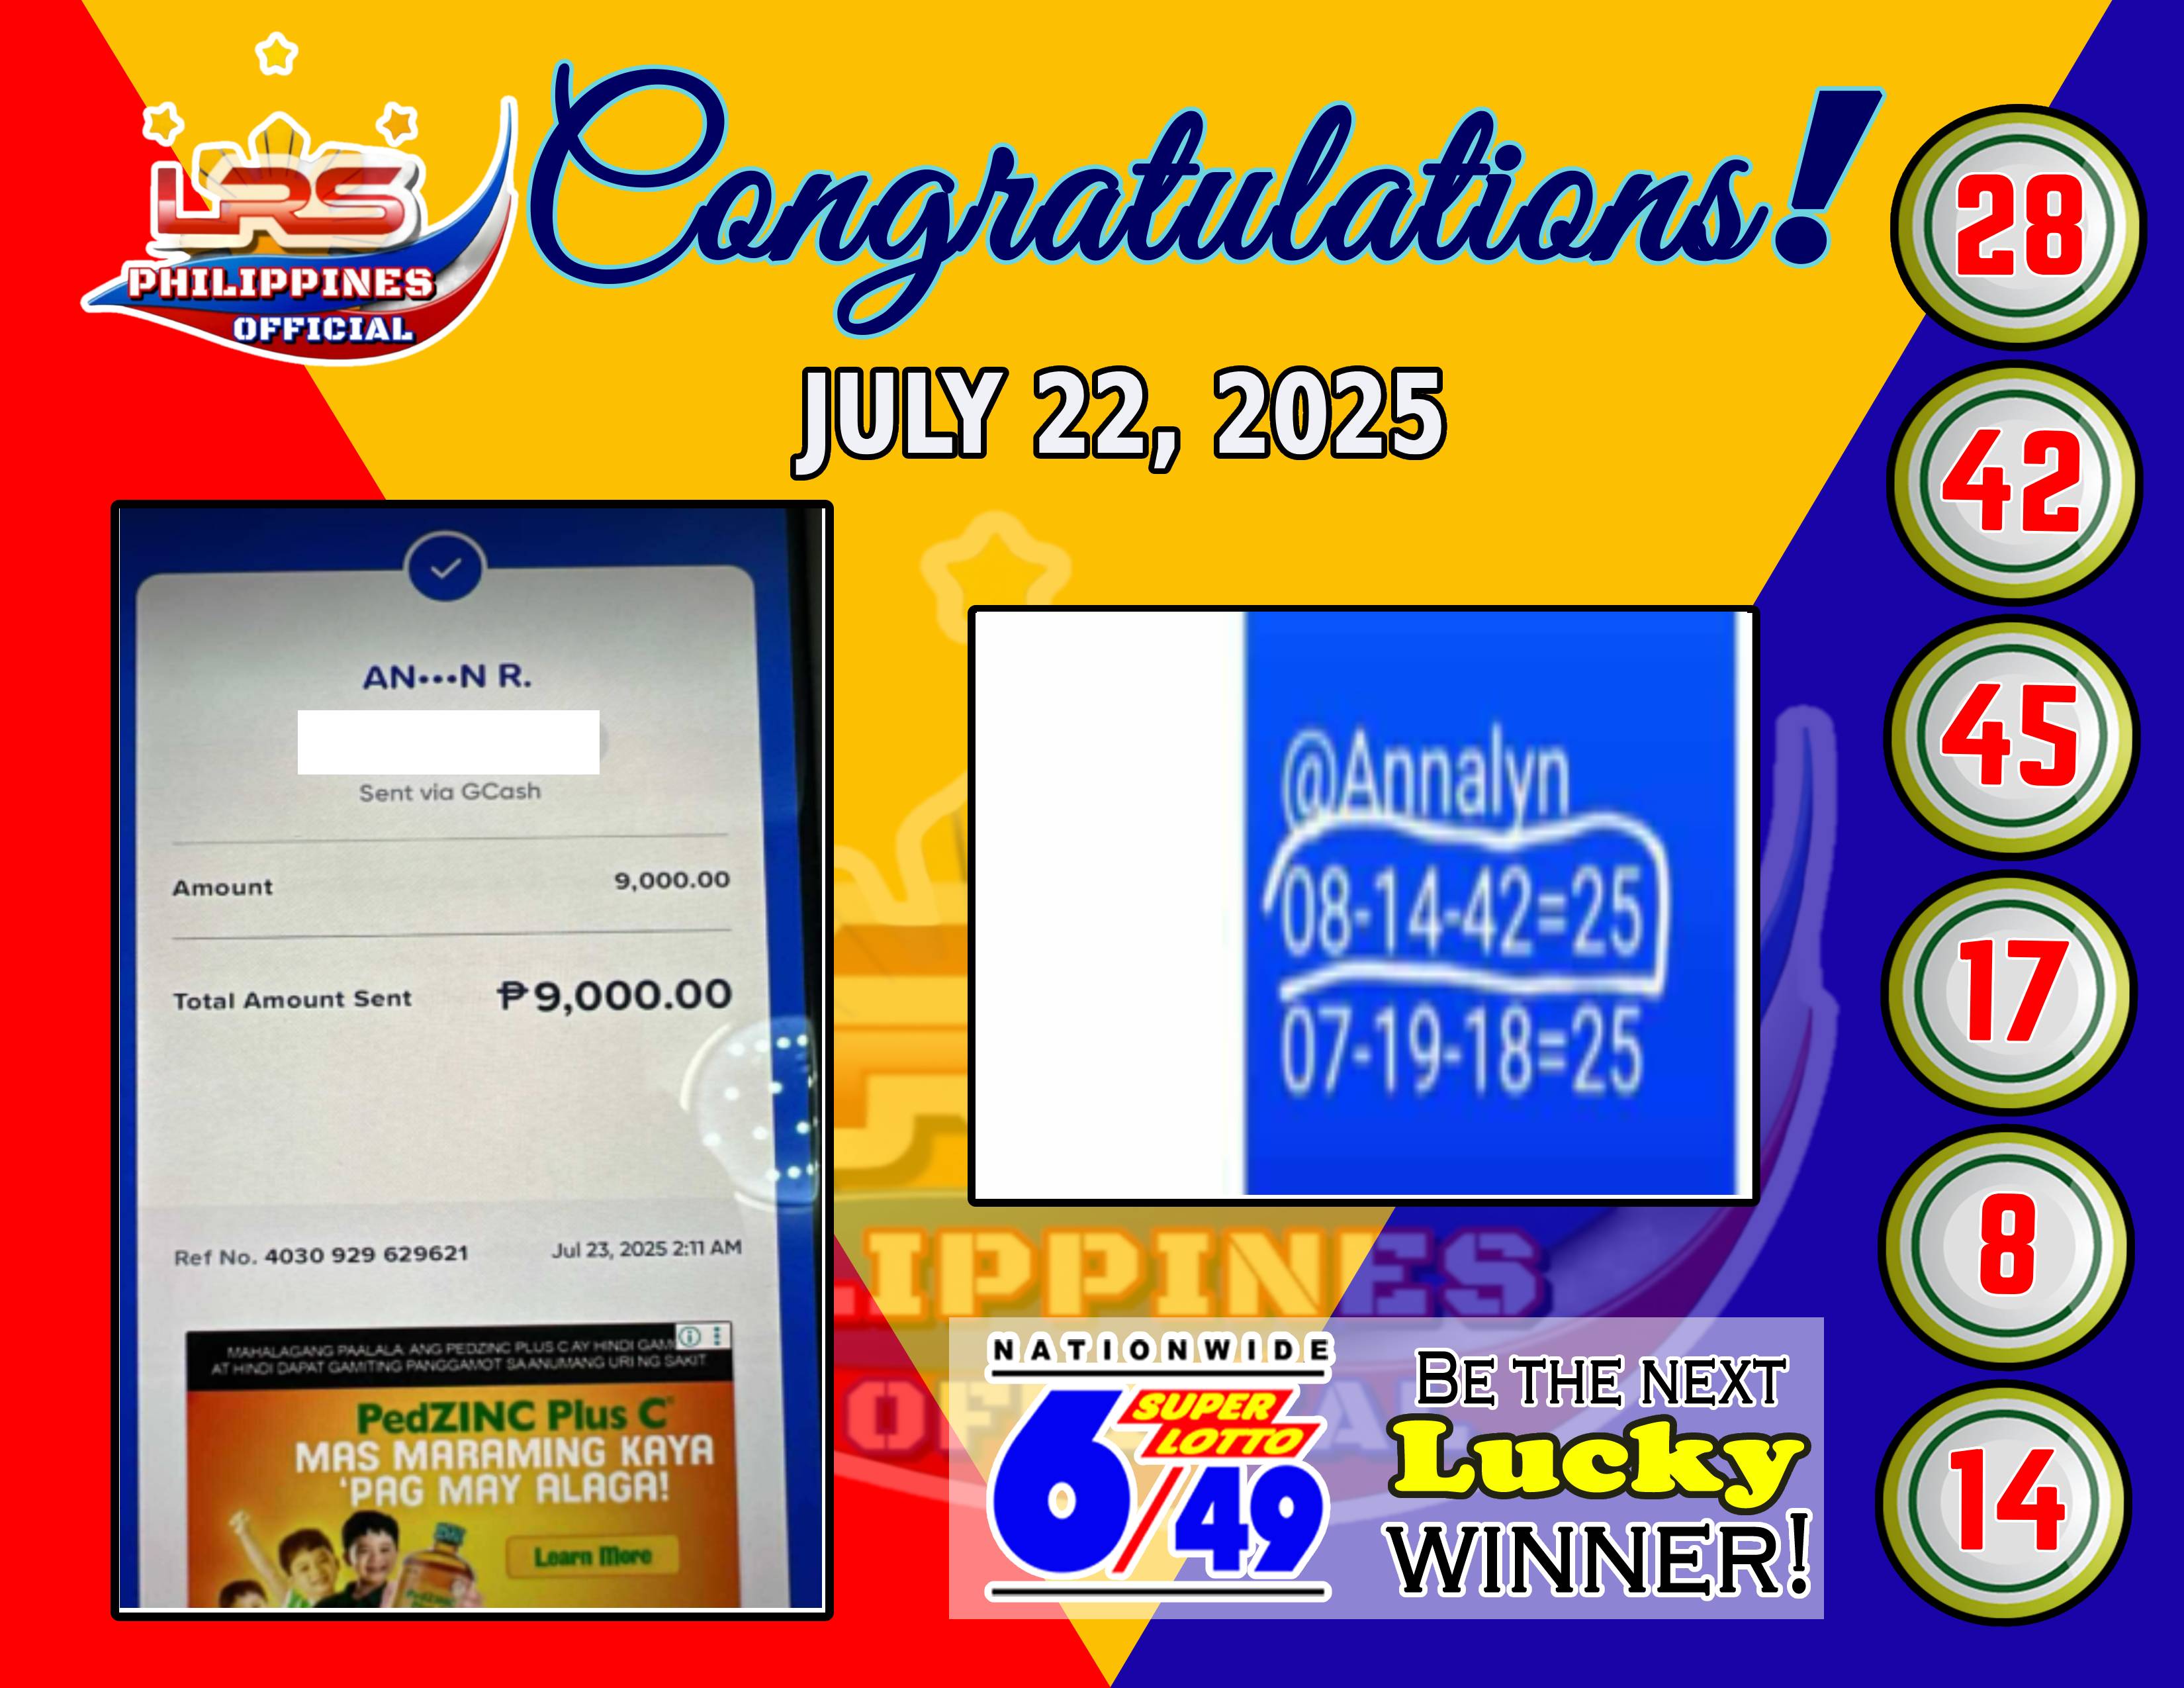 LRS
PHILIPPINES
OFFICIAL
Congratulations!
JULY 22, 2025
AN•••N R.
Sent via GCash
Amount 9,000.00
Total Amount Sent ₱9,000.00
Ref No. 4030 929 629621 Jul 23, 2025 2:11 AM
MAHALAGANG PAALALA: ANG PEDZINC PLUS C AY HINDI GAM
AT HINDI DAPAT GAMITING PANGGAMOT SA ANUMANG URI NG SAKIT.
PedZINC Plus C
MAS MARAMING KAYA
'PAG MAY ALAGA!
Learn More
@Annalyn
08-14-42=25
07-19-18=25
LIPPINES
NATIONWIDE
6/49
SUPER
LOTTO
BE THE NEXT
Lucky
WINNER!
28
42
45
17
8
14